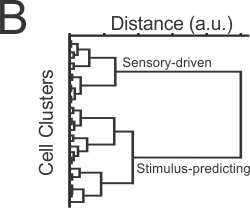 B
Distance (a.u.)
Sensory-driven
Cell Clusters
Stimulus-predicting